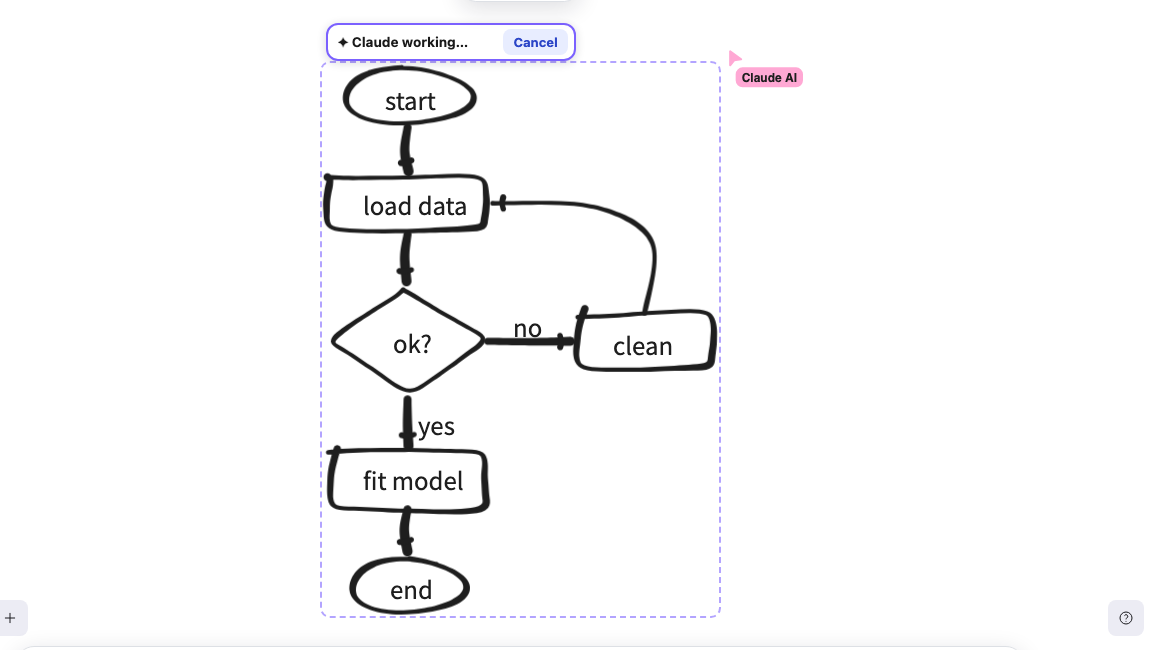 ✦ Claude working...
Cancel
Claude AI
start
load data
ok?
no
clean
yes
fit model
end